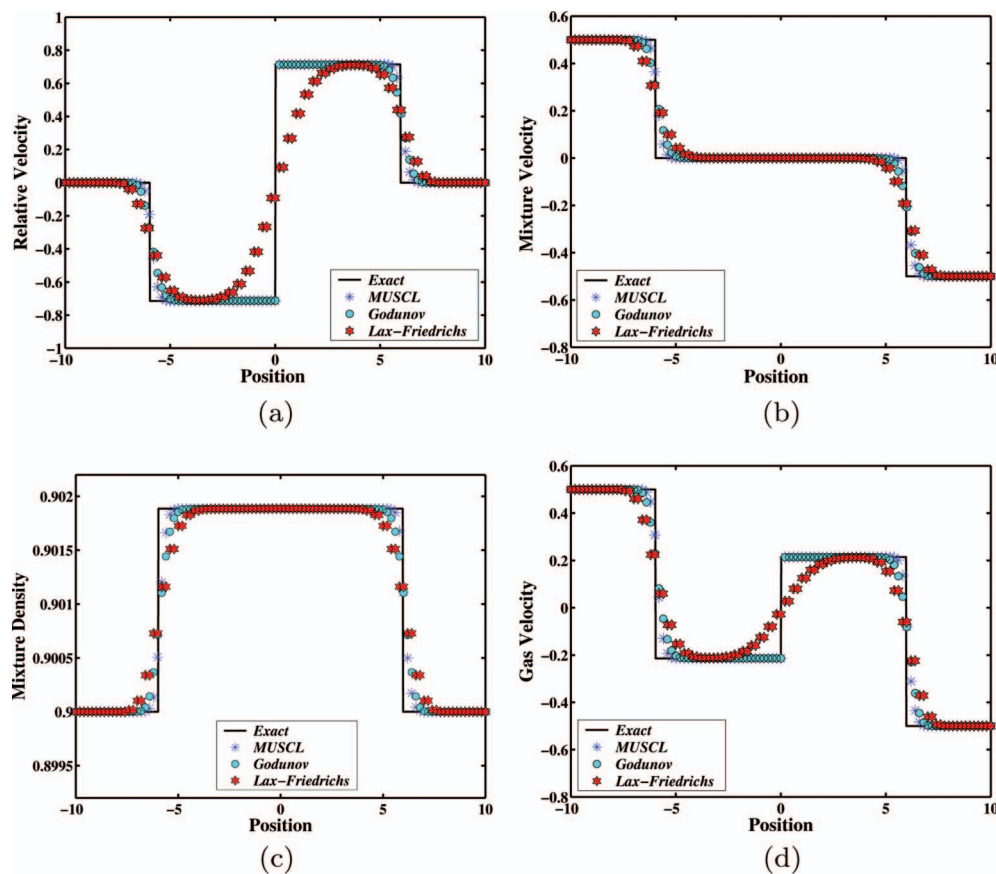 1
0.8
0.6
0.4
0.2
0
−0.2
−0.4
−0.6
−0.8
−1
Relative Velocity
Exact
MUSCL
Godunov
Lax−Friedrichs
−10
−5
0
5
10
Position
(a)
0.6
0.4
0.2
0
−0.2
−0.4
−0.6
−0.8
Mixture Velocity
Exact
MUSCL
Godunov
Lax−Friedrichs
−10
−5
0
5
10
Position
(b)
0.902
0.9015
0.901
0.9005
0.9
0.8995
Mixture Density
Exact
MUSCL
Godunov
Lax−Friedrichs
−10
−5
0
5
10
Position
(c)
0.6
0.4
0.2
0
−0.2
−0.4
−0.6
−0.8
Gas Velocity
Exact
MUSCL
Godunov
Lax−Friedrichs
−10
−5
0
5
10
Position
(d)